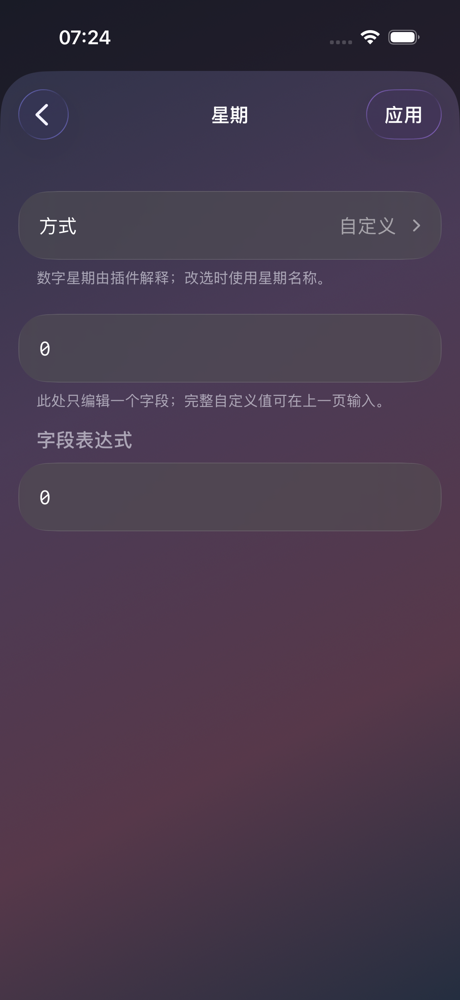 07:24
星期
应用
方式
自定义
数字星期由插件解释；改选时使用星期名称。
0
此处只编辑一个字段；完整自定义值可在上一页输入。
字段表达式
0